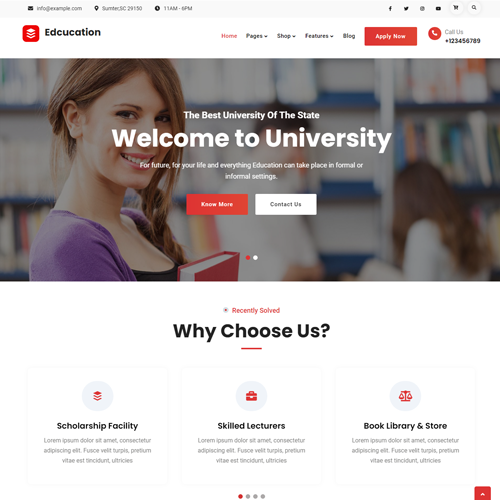 info@example.com Sumter,SC 29150 11AM - 6PM
Edcucation
Home Pages Shop Features Blog Apply Now Call Us
+123456789
The Best University Of The State
Welcome to University
For future, for your life and everything Education can take place in formal or
informal settings.
Know More Contact Us
Recently Solved
Why Choose Us?
Scholarship Facility Skilled Lecturers Book Library & Store
Lorem ipsum dolor sit amet, consectetur Lorem ipsum dolor sit amet, consectetur Lorem ipsum dolor sit amet, consectetur
adipiscing elit. Fusce velit turpis, pretium adipiscing elit. Fusce velit turpis, pretium adipiscing elit. Fusce velit turpis, pretium
vitae est tincidunt, ultricies vitae est tincidunt, ultricies vitae est tincidunt, ultricies